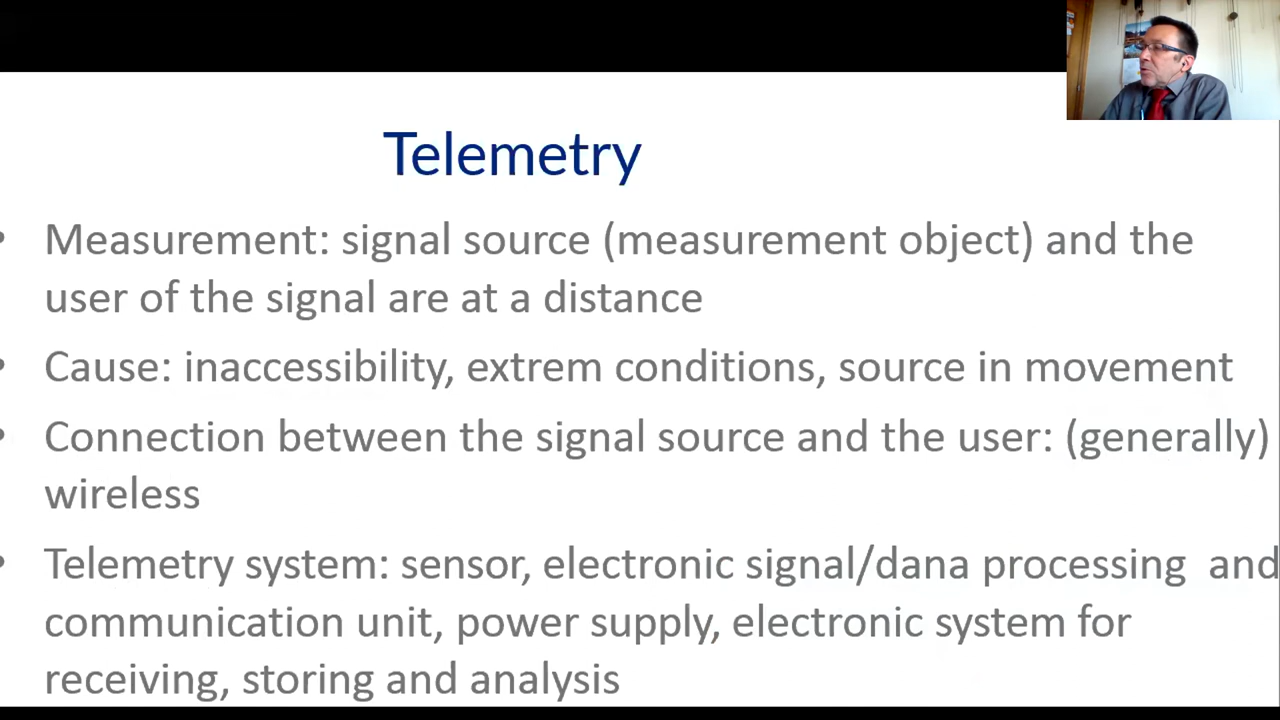 Telemetry
• Measurement: signal source (measurement object) and the
user of the signal are at a distance
• Cause: inaccessibility, extrem conditions, source in movement
• Connection between the signal source and the user: (generally)
wireless
• Telemetry system: sensor, electronic signal/dana processing and
communication unit, power supply, electronic system for
receiving, storing and analysis